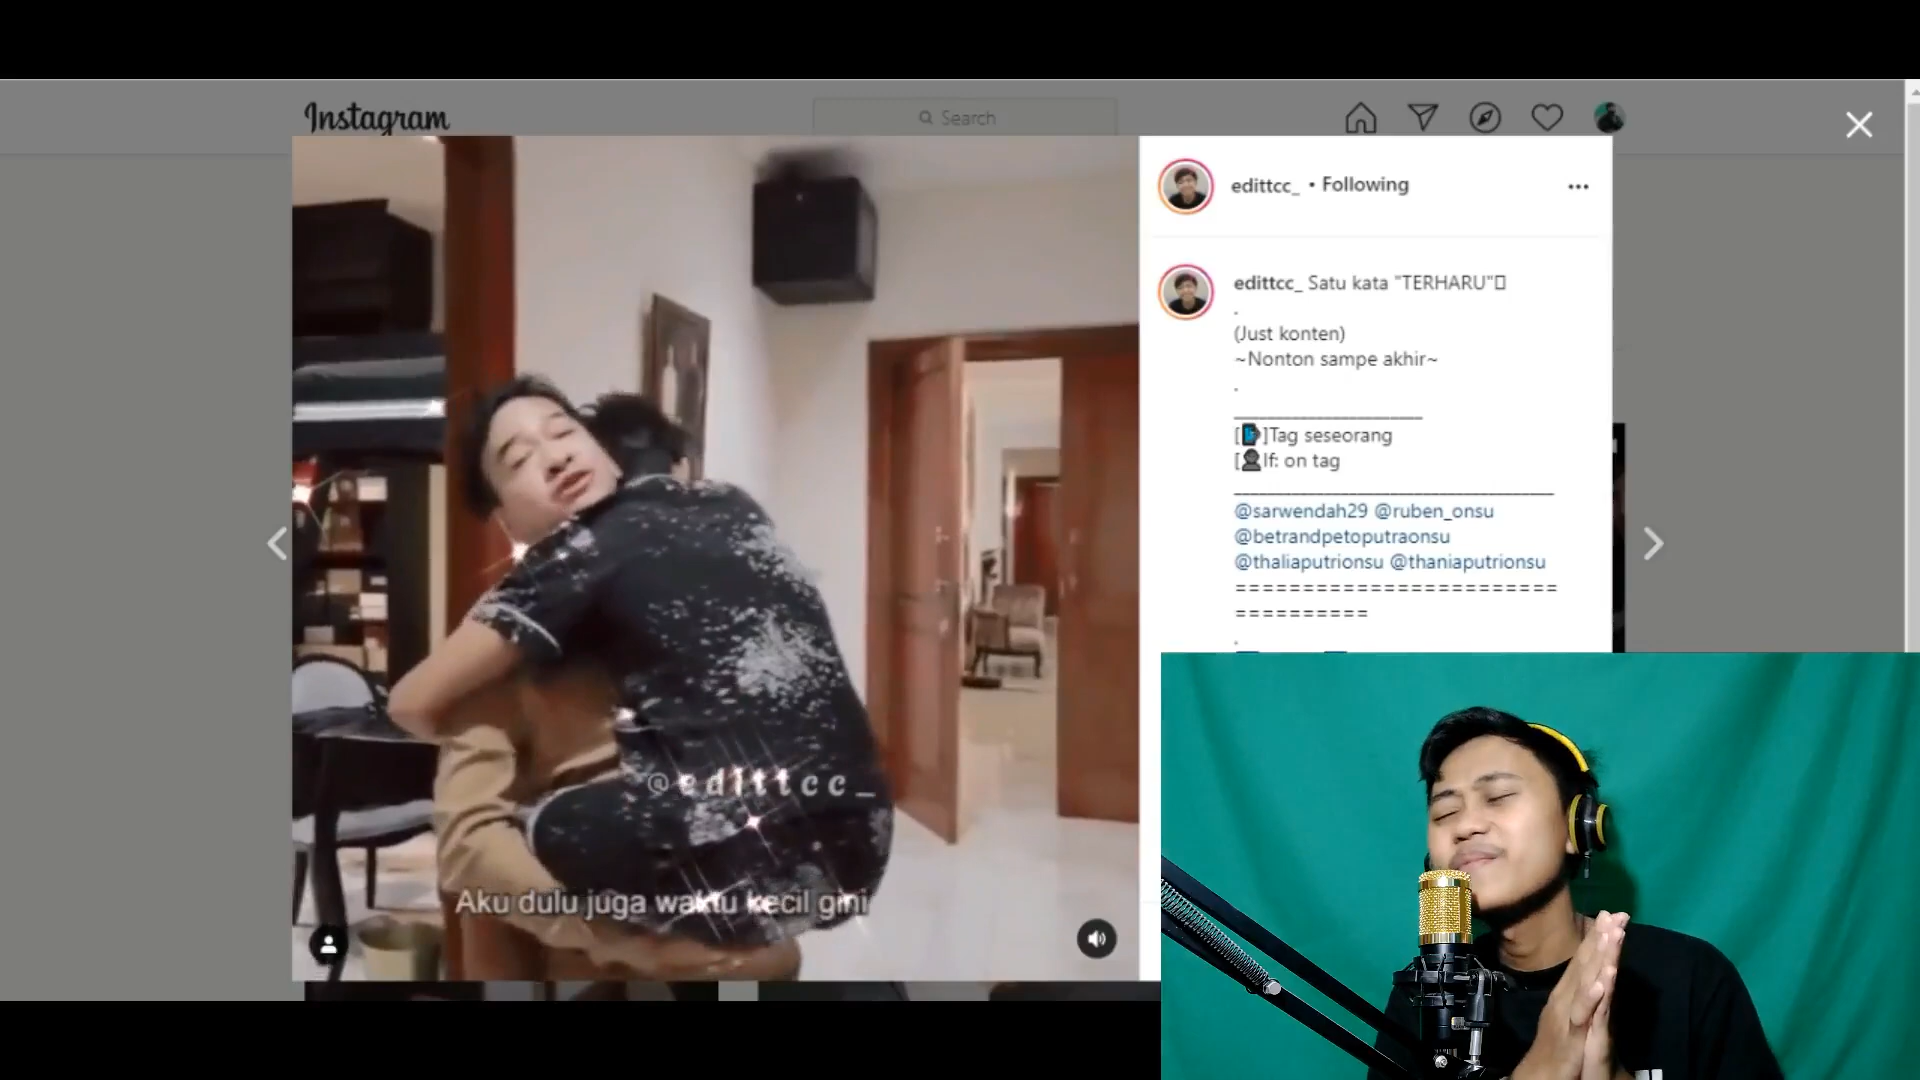 Instagram
Search
edittcc_ • Following
edittcc_ Satu kata "TERHARU"
.
(Just konten)
~Nonton sampe akhir~
.
[📱]Tag seseorang
[👤If: on tag
@sarwendah29 @ruben_onsu
@betrandpetoputraonsu
@thaliaputrionsu @thaniaputrionsu
========================
==========
.
@edittcc_
Aku dulu juga waktu kecil gini